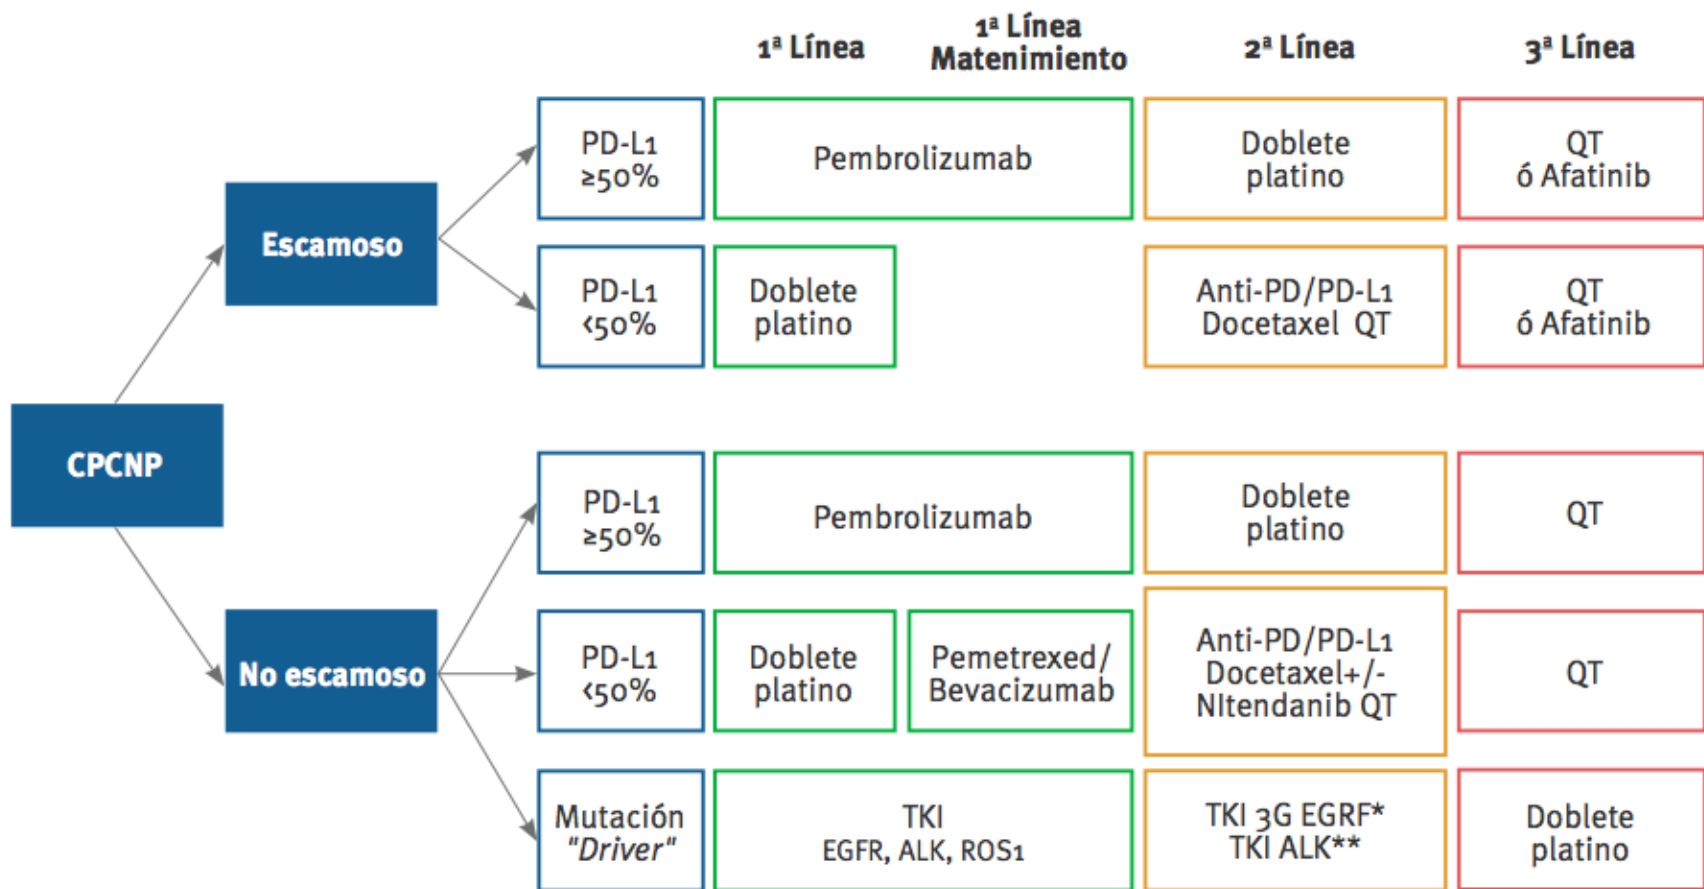 1ª Línea
1ª Línea
Matenimiento
2ª Línea
3ª Línea
CPCNP
Escamoso
PD-L1
≥50%
Pembrolizumab
Doblete
platino
QT
ó Afatinib
PD-L1
<50%
Doblete
platino
Anti-PD/PD-L1
Docetaxel QT
QT
ó Afatinib
No escamoso
PD-L1
≥50%
Pembrolizumab
Doblete
platino
QT
PD-L1
<50%
Doblete
platino
Pemetrexed/
Bevacizumab
Anti-PD/PD-L1
Docetaxel+/-
NItendanib QT
QT
Mutación
"Driver"
TKI
EGFR, ALK, ROS1
TKI 3G EGRF*
TKI ALK**
Doblete
platino